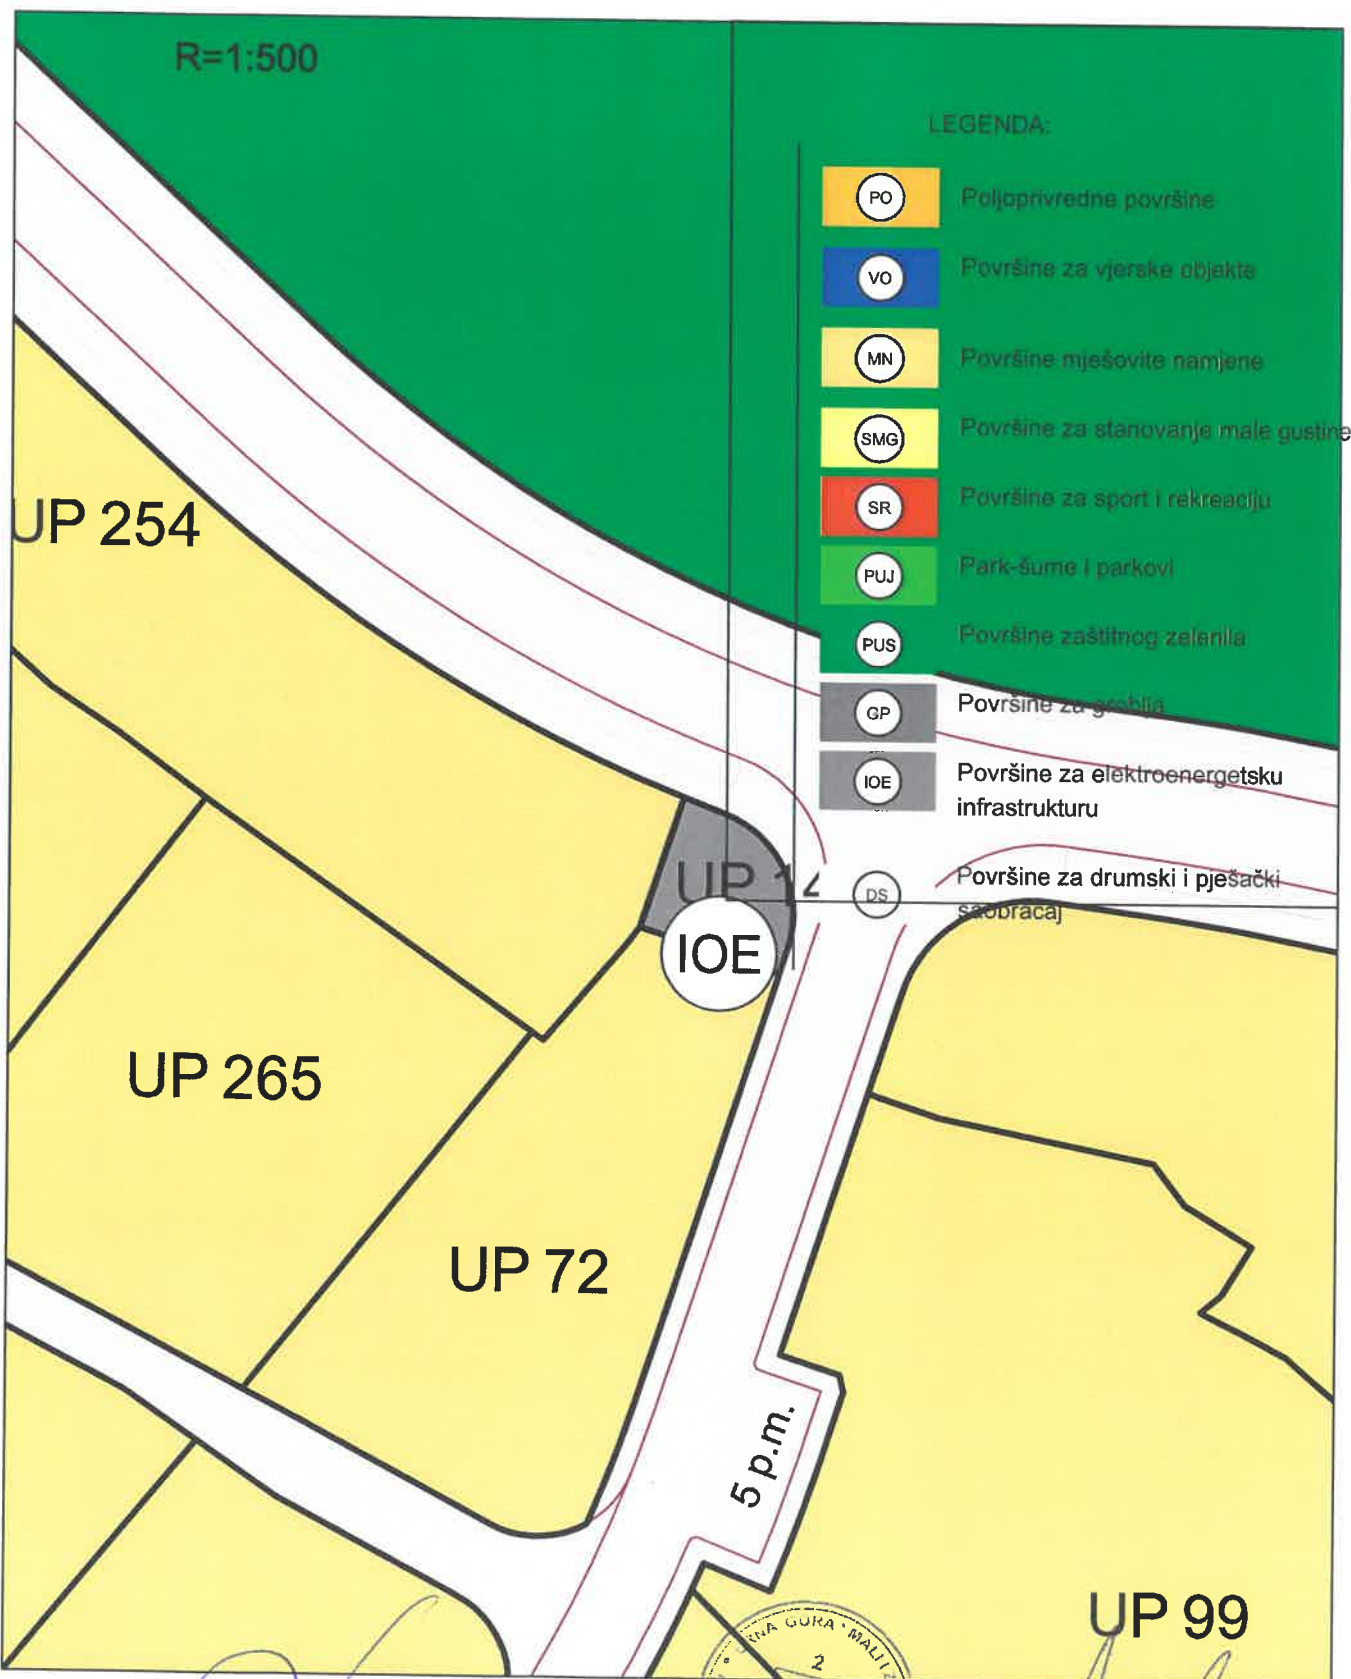 R=1:500
LEGENDA:
PO Poljoprivredne površine
VO Površine za vjerske objekte
MN Površine mješovite namjene
SMG Površine za stanovanje male gustine
SR Površine za sport i rekreaciju
PUJ Park-šume i parkovi
PUS Površine zaštitnog zelenila
GP Površine za groblja
IOE Površine za elektroenergetsku
infrastrukturu
DS Površine za drumski i pješački
saobraćaj
UP 254
UP 14
IOE
UP 265
UP 72
5 p.m.
UP 99
2